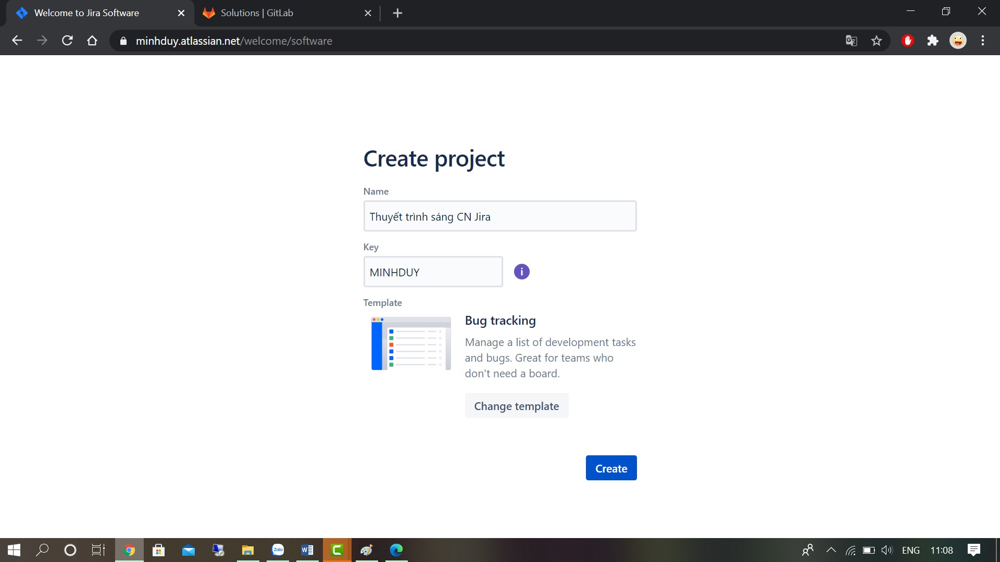 Welcome to Jira Software
Solutions | GitLab
minhduy.atlassian.net/welcome/software
Create project
Name
Thuyết trình sáng CN Jira
Key
MINHDUY
Template
Bug tracking
Manage a list of development tasks
and bugs. Great for teams who
don't need a board.
Change template
Create
Zalo
ENG
11:08